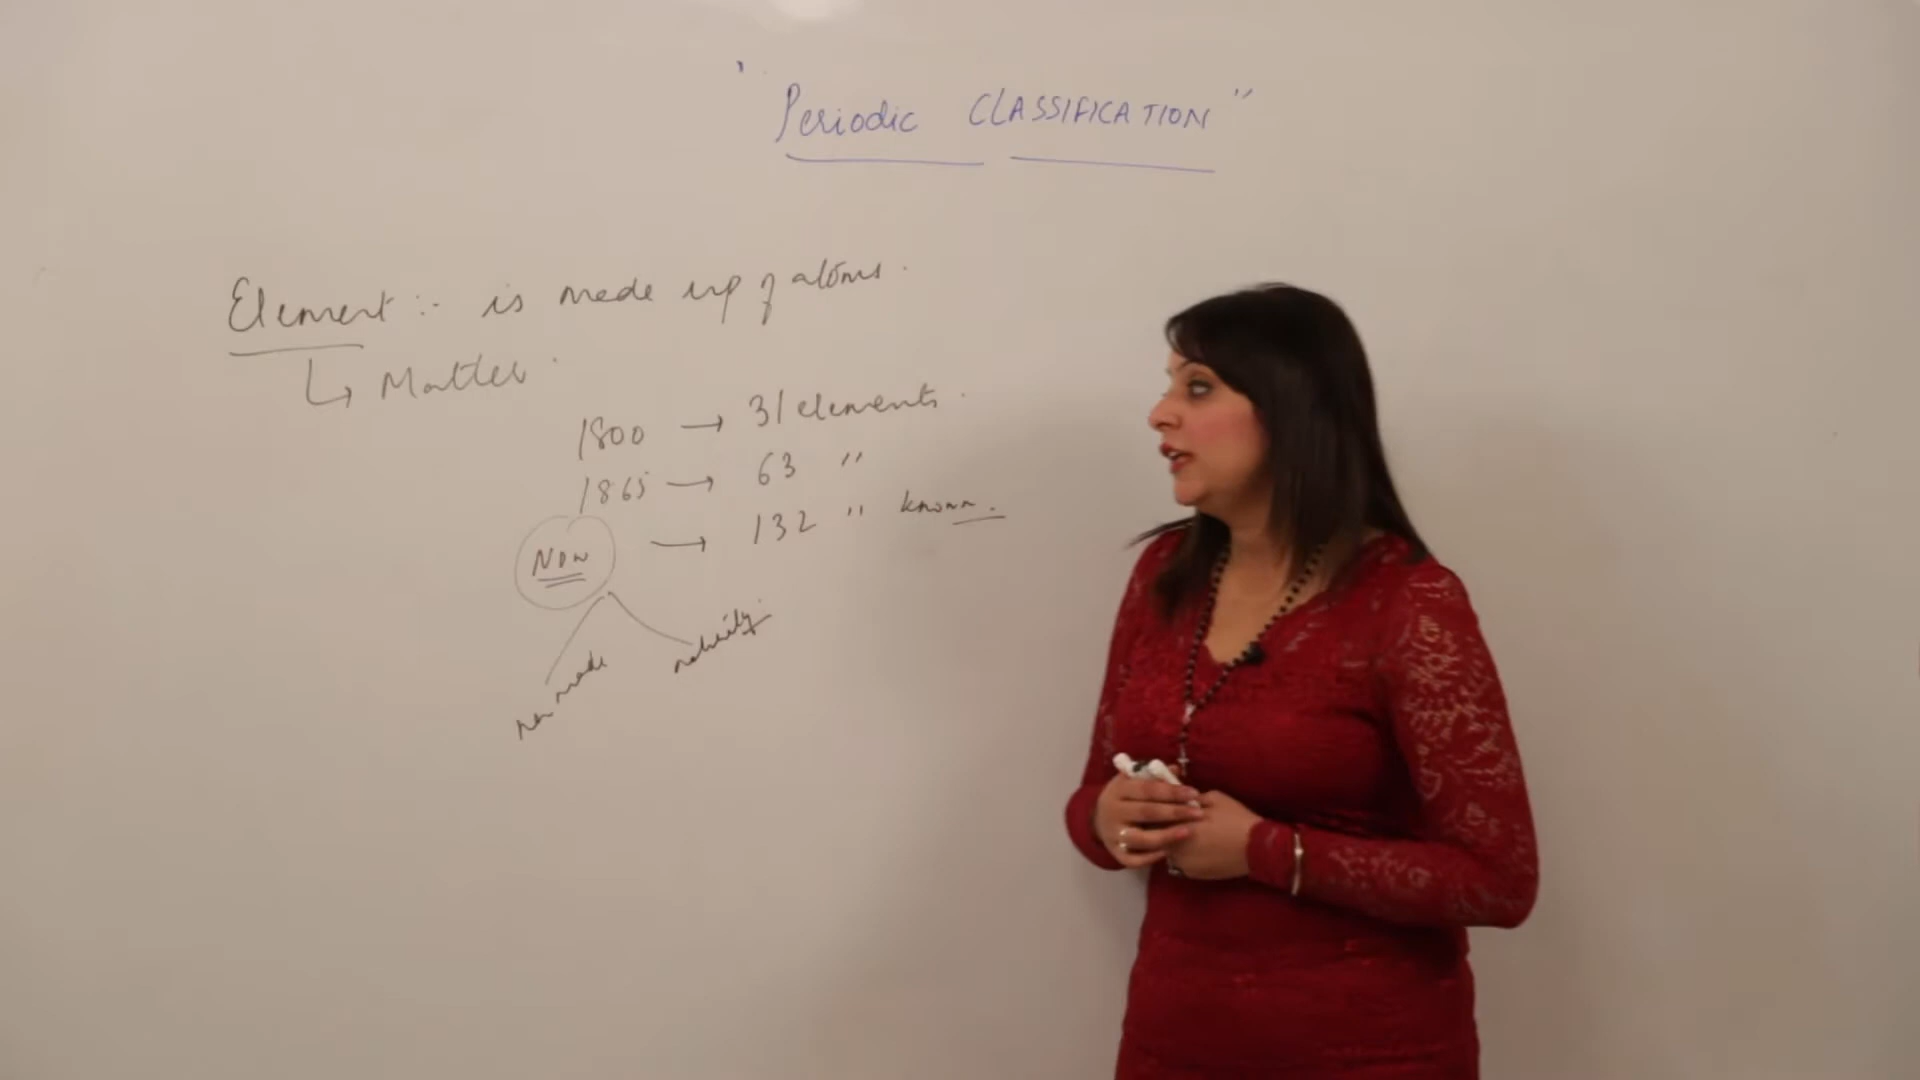 "Periodic CLASSIFICATION"
Element :- is made up of atoms.
↳ Matter.
1800 → 31 elements.
1865 → 63 "
Now → 132 " known.
man made